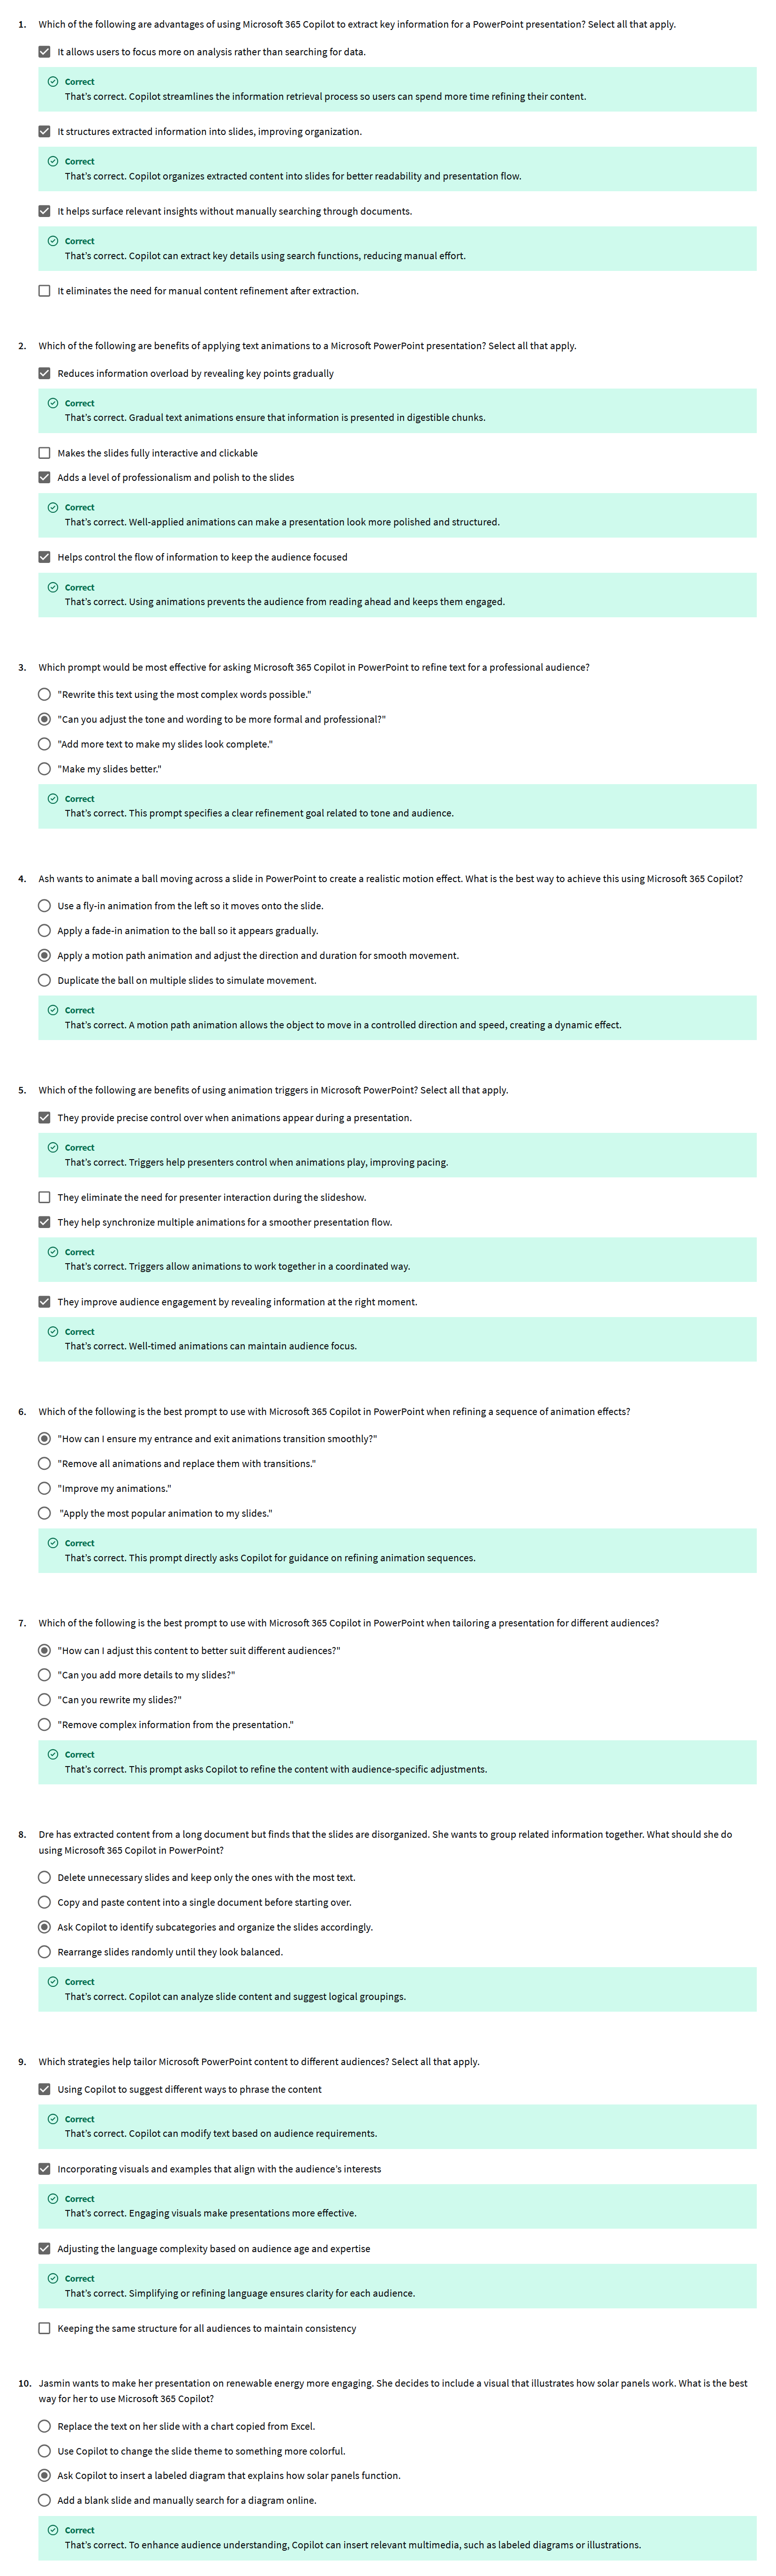 1. Which of the following are advantages of using Microsoft 365 Copilot to extract key information for a PowerPoint presentation? Select all that apply.
It allows users to focus more on analysis rather than searching for data.
Correct
That's correct. Copilot streamlines the information retrieval process so users can spend more time refining their content.
It structures extracted information into slides, improving organization.
Correct
That's correct. Copilot organizes extracted content into slides for better readability and presentation flow.
It helps surface relevant insights without manually searching through documents.
Correct
That's correct. Copilot can extract key details using search functions, reducing manual effort.
It eliminates the need for manual content refinement after extraction.
2. Which of the following are benefits of applying text animations to a Microsoft PowerPoint presentation? Select all that apply.
Reduces information overload by revealing key points gradually
Correct
That's correct. Gradual text animations ensure that information is presented in digestible chunks.
Makes the slides fully interactive and clickable
Adds a level of professionalism and polish to the slides
Correct
That's correct. Well-applied animations can make a presentation look more polished and structured.
Helps control the flow of information to keep the audience focused
Correct
That's correct. Using animations prevents the audience from reading ahead and keeps them engaged.
3. Which prompt would be most effective for asking Microsoft 365 Copilot in PowerPoint to refine text for a professional audience?
"Rewrite this text using the most complex words possible."
"Can you adjust the tone and wording to be more formal and professional?"
"Add more text to make my slides look complete."
"Make my slides better."
Correct
That's correct. This prompt specifies a clear refinement goal related to tone and audience.
4. Ash wants to animate a ball moving across a slide in PowerPoint to create a realistic motion effect. What is the best way to achieve this using Microsoft 365 Copilot?
Use a fly-in animation from the left so it moves onto the slide.
Apply a fade-in animation to the ball so it appears gradually.
Apply a motion path animation and adjust the direction and duration for smooth movement.
Duplicate the ball on multiple slides to simulate movement.
Correct
That's correct. A motion path animation allows the object to move in a controlled direction and speed, creating a dynamic effect.
5. Which of the following are benefits of using animation triggers in Microsoft PowerPoint? Select all that apply.
They provide precise control over when animations appear during a presentation.
Correct
That's correct. Triggers help presenters control when animations play, improving pacing.
They eliminate the need for presenter interaction during the slideshow.
They help synchronize multiple animations for a smoother presentation flow.
Correct
That's correct. Triggers allow animations to work together in a coordinated way.
They improve audience engagement by revealing information at the right moment.
Correct
That's correct. Well-timed animations can maintain audience focus.
6. Which of the following is the best prompt to use with Microsoft 365 Copilot in PowerPoint when refining a sequence of animation effects?
"How can I ensure my entrance and exit animations transition smoothly?"
"Remove all animations and replace them with transitions."
"Improve my animations."
"Apply the most popular animation to my slides."
Correct
That's correct. This prompt directly asks Copilot for guidance on refining animation sequences.
7. Which of the following is the best prompt to use with Microsoft 365 Copilot in PowerPoint when tailoring a presentation for different audiences?
"How can I adjust this content to better suit different audiences?"
"Can you add more details to my slides?"
"Can you rewrite my slides?"
"Remove complex information from the presentation."
Correct
That's correct. This prompt asks Copilot to refine the content with audience-specific adjustments.
8. Dre has extracted content from a long document but finds that the slides are disorganized. She wants to group related information together. What should she do
using Microsoft 365 Copilot in PowerPoint?
Delete unnecessary slides and keep only the ones with the most text.
Copy and paste content into a single document before starting over.
Ask Copilot to identify subcategories and organize the slides accordingly.
Rearrange slides randomly until they look balanced.
Correct
That's correct. Copilot can analyze slide content and suggest logical groupings.
9. Which strategies help tailor Microsoft PowerPoint content to different audiences? Select all that apply.
Using Copilot to suggest different ways to phrase the content
Correct
That's correct. Copilot can modify text based on audience requirements.
Incorporating visuals and examples that align with the audience's interests
Correct
That's correct. Engaging visuals make presentations more effective.
Adjusting the language complexity based on audience age and expertise
Correct
That's correct. Simplifying or refining language ensures clarity for each audience.
Keeping the same structure for all audiences to maintain consistency
10. Jasmin wants to make her presentation on renewable energy more engaging. She decides to include a visual that illustrates how solar panels work. What is the best
way for her to use Microsoft 365 Copilot?
Replace the text on her slide with a chart copied from Excel.
Use Copilot to change the slide theme to something more colorful.
Ask Copilot to insert a labeled diagram that explains how solar panels function.
Add a blank slide and manually search for a diagram online.
Correct
That's correct. To enhance audience understanding, Copilot can insert relevant multimedia, such as labeled diagrams or illustrations.